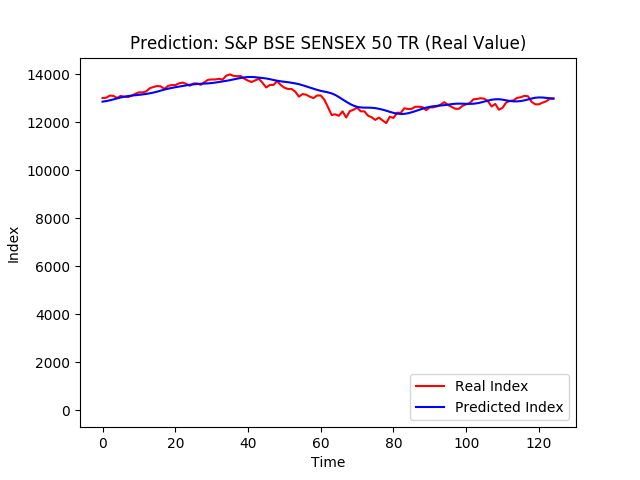 Prediction: S&P BSE SENSEX 50 TR (Real Value)
14000
12000
10000
8000
6000
4000
2000
0
Index
0 20 40 60 80 100 120
Time
Real Index
Predicted Index